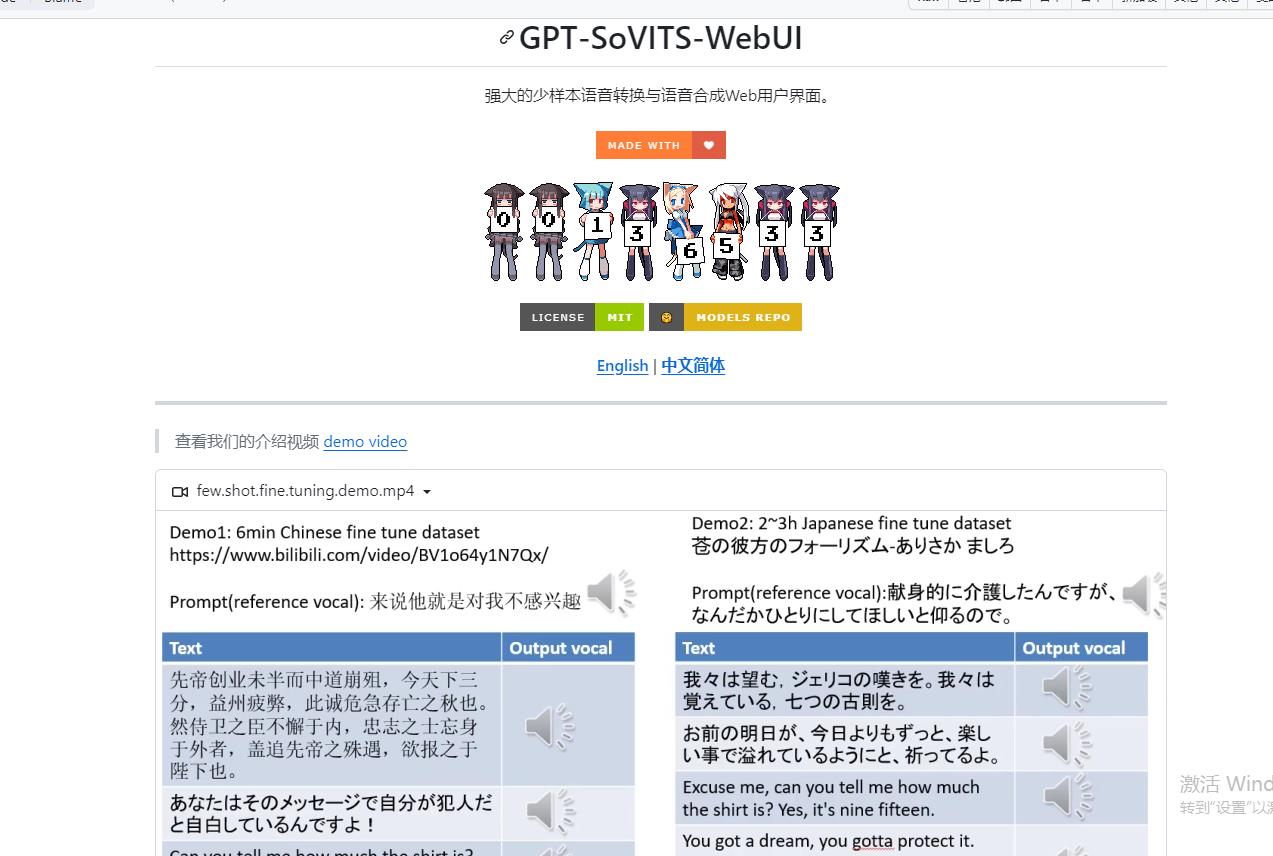 Blame
GPT-SoVITS-WebUI
强大的少样本语音转换与语音合成Web用户界面。
MADE WITH
0 0 1 3 6 5 3 3
LICENSE MIT MODELS REPO
English | 中文简体
查看我们的介绍视频 demo video
few.shot.fine.tuning.demo.mp4
Demo1: 6min Chinese fine tune dataset
https://www.bilibili.com/video/BV1o64y1N7Qx/
Prompt(reference vocal): 来说他就是对我不感兴趣
Text Output vocal
先帝创业未半而中道崩殂，今天下三
分，益州疲弊，此诚危急存亡之秋也。
然侍卫之臣不懈于内，忠志之士忘身
于外者，盖追先帝之殊遇，欲报之于
陛下也。
あなたはそのメッセージで自分が犯人だ
と自白しているんですよ！
Can you tell me how much the shirt is?
Demo2: 2~3h Japanese fine tune dataset
苍の彼方のフォーリズム-ありさか ましろ
Prompt(reference vocal):献身的に介護したんですが、
なんだかひとりにしてほしいと仰るので。
Text Output vocal
我々は望む，ジェリコの嘆きを。我々は
覚えている，七つの古則を。
お前の明日が、今日よりもずっと、楽し
い事で溢れているようにと、祈ってるよ。
Excuse me, can you tell me how much
the shirt is? Yes, it's nine fifteen.
You got a dream, you gotta protect it.
激活 Wind
转到"设置"以激